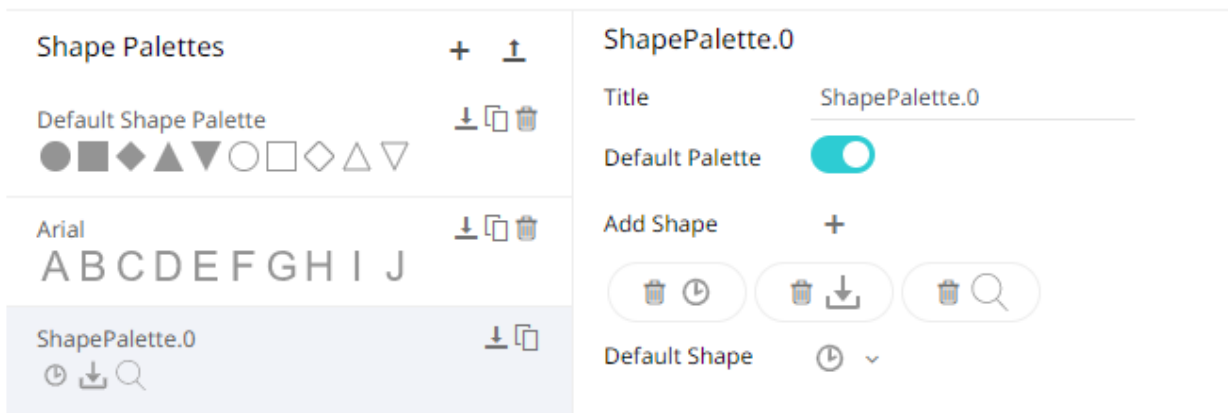 Shape Palettes
Default Shape Palette
Arial
A B C D E F G H I J
ShapePalette.0
ShapePalette.0
Title ShapePalette.0
Default Palette
Add Shape
Default Shape